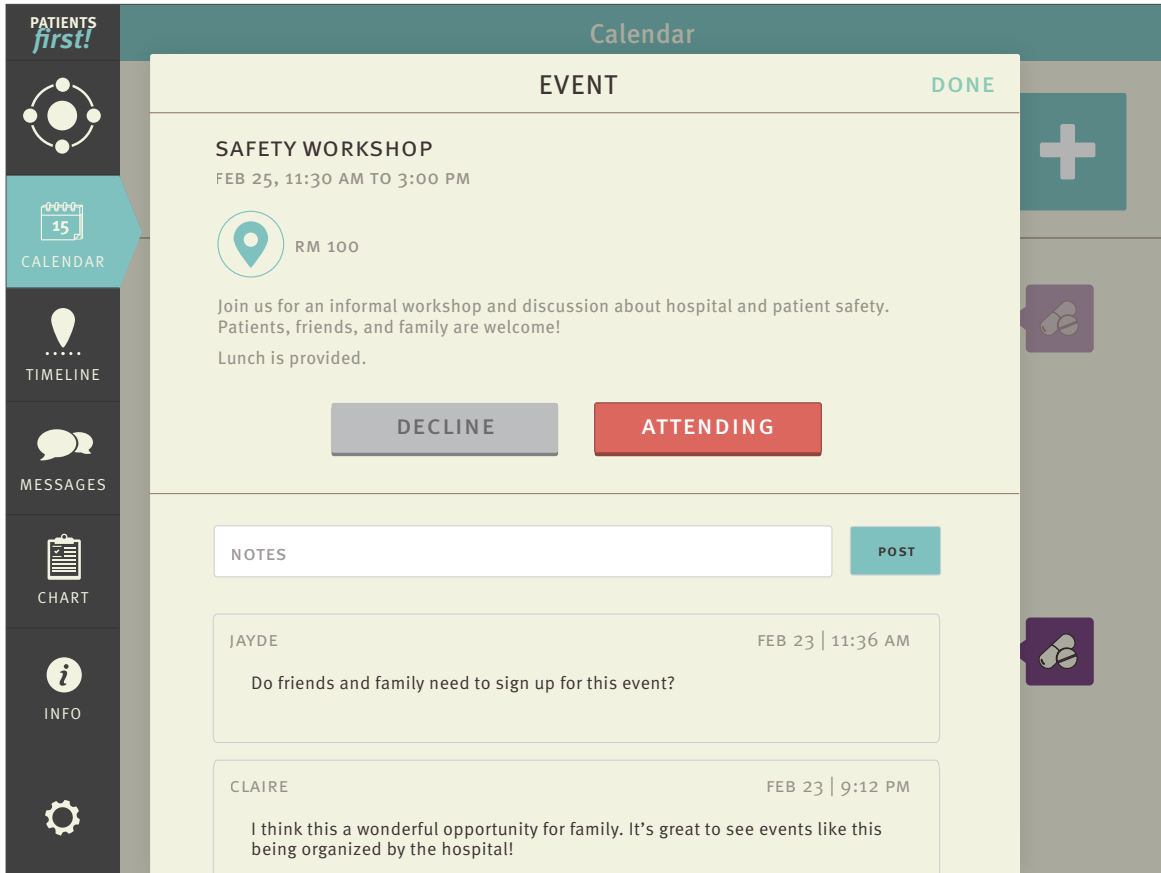 PATIENTS
first!
Calendar
EVENT
DONE
SAFETY WORKSHOP
FEB 25, 11:30 AM TO 3:00 PM
15
CALENDAR
RM 100
Join us for an informal workshop and discussion about hospital and patient safety.
Patients, friends, and family are welcome!
Lunch is provided.
TIMELINE
DECLINE
ATTENDING
MESSAGES
NOTES
POST
CHART
JAYDE
FEB 23 | 11:36 AM
Do friends and family need to sign up for this event?
i
INFO
CLAIRE
FEB 23 | 9:12 PM
I think this a wonderful opportunity for family. It's great to see events like this
being organized by the hospital!